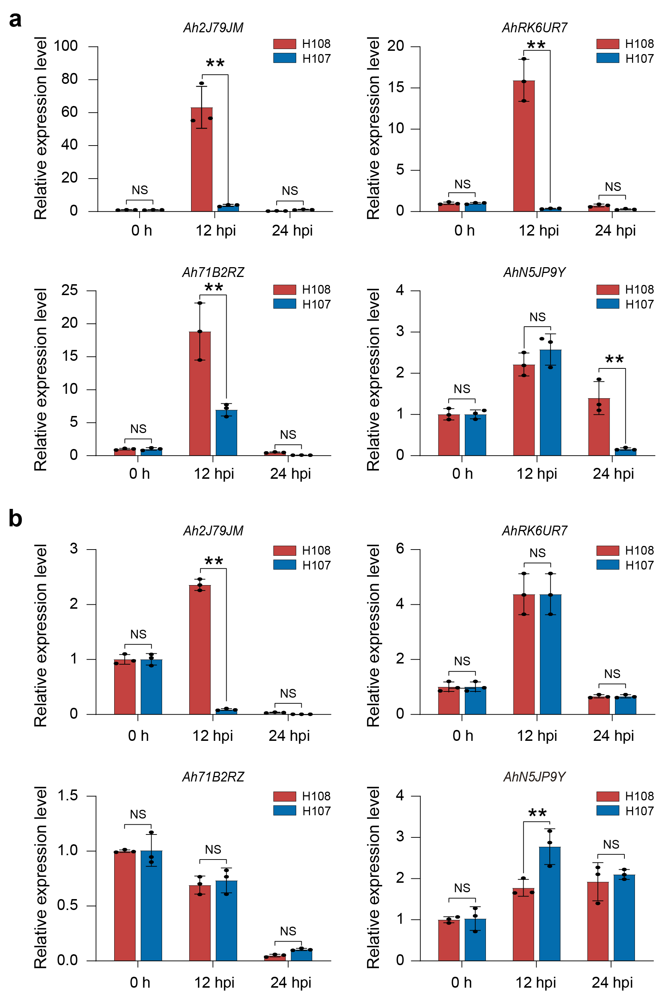 a
Ah2J79JM
Relative expression level
100
80
60
40
20
0
H108
H107
NS
**
NS
0 h
12 hpi
24 hpi
AhRK6UR7
Relative expression level
20
15
10
5
0
H108
H107
NS
**
NS
0 h
12 hpi
24 hpi
Ah71B2RZ
Relative expression level
25
20
15
10
5
0
H108
H107
NS
**
NS
0 h
12 hpi
24 hpi
AhN5JP9Y
Relative expression level
4
3
2
1
0
H108
H107
NS
NS
**
0 h
12 hpi
24 hpi
b
Ah2J79JM
Relative expression level
3
2
1
0
H108
H107
NS
**
NS
0 h
12 hpi
24 hpi
AhRK6UR7
Relative expression level
6
4
2
0
H108
H107
NS
NS
NS
0 h
12 hpi
24 hpi
Ah71B2RZ
Relative expression level
1.5
1.0
0.5
0.0
H108
H107
NS
NS
NS
0 h
12 hpi
24 hpi
AhN5JP9Y
Relative expression level
4
3
2
1
0
H108
H107
NS
**
NS
0 h
12 hpi
24 hpi